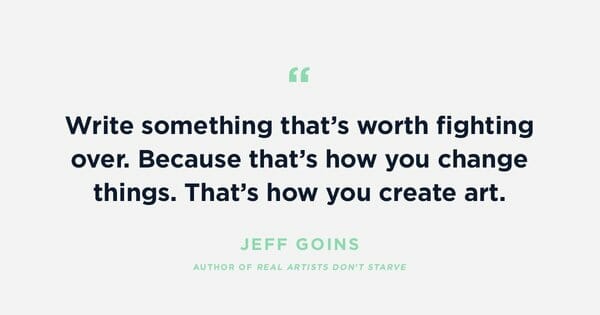 “
Write something that’s worth fighting
over. Because that’s how you change
things. That’s how you create art.
JEFF GOINS
AUTHOR OF REAL ARTISTS DON’T STARVE